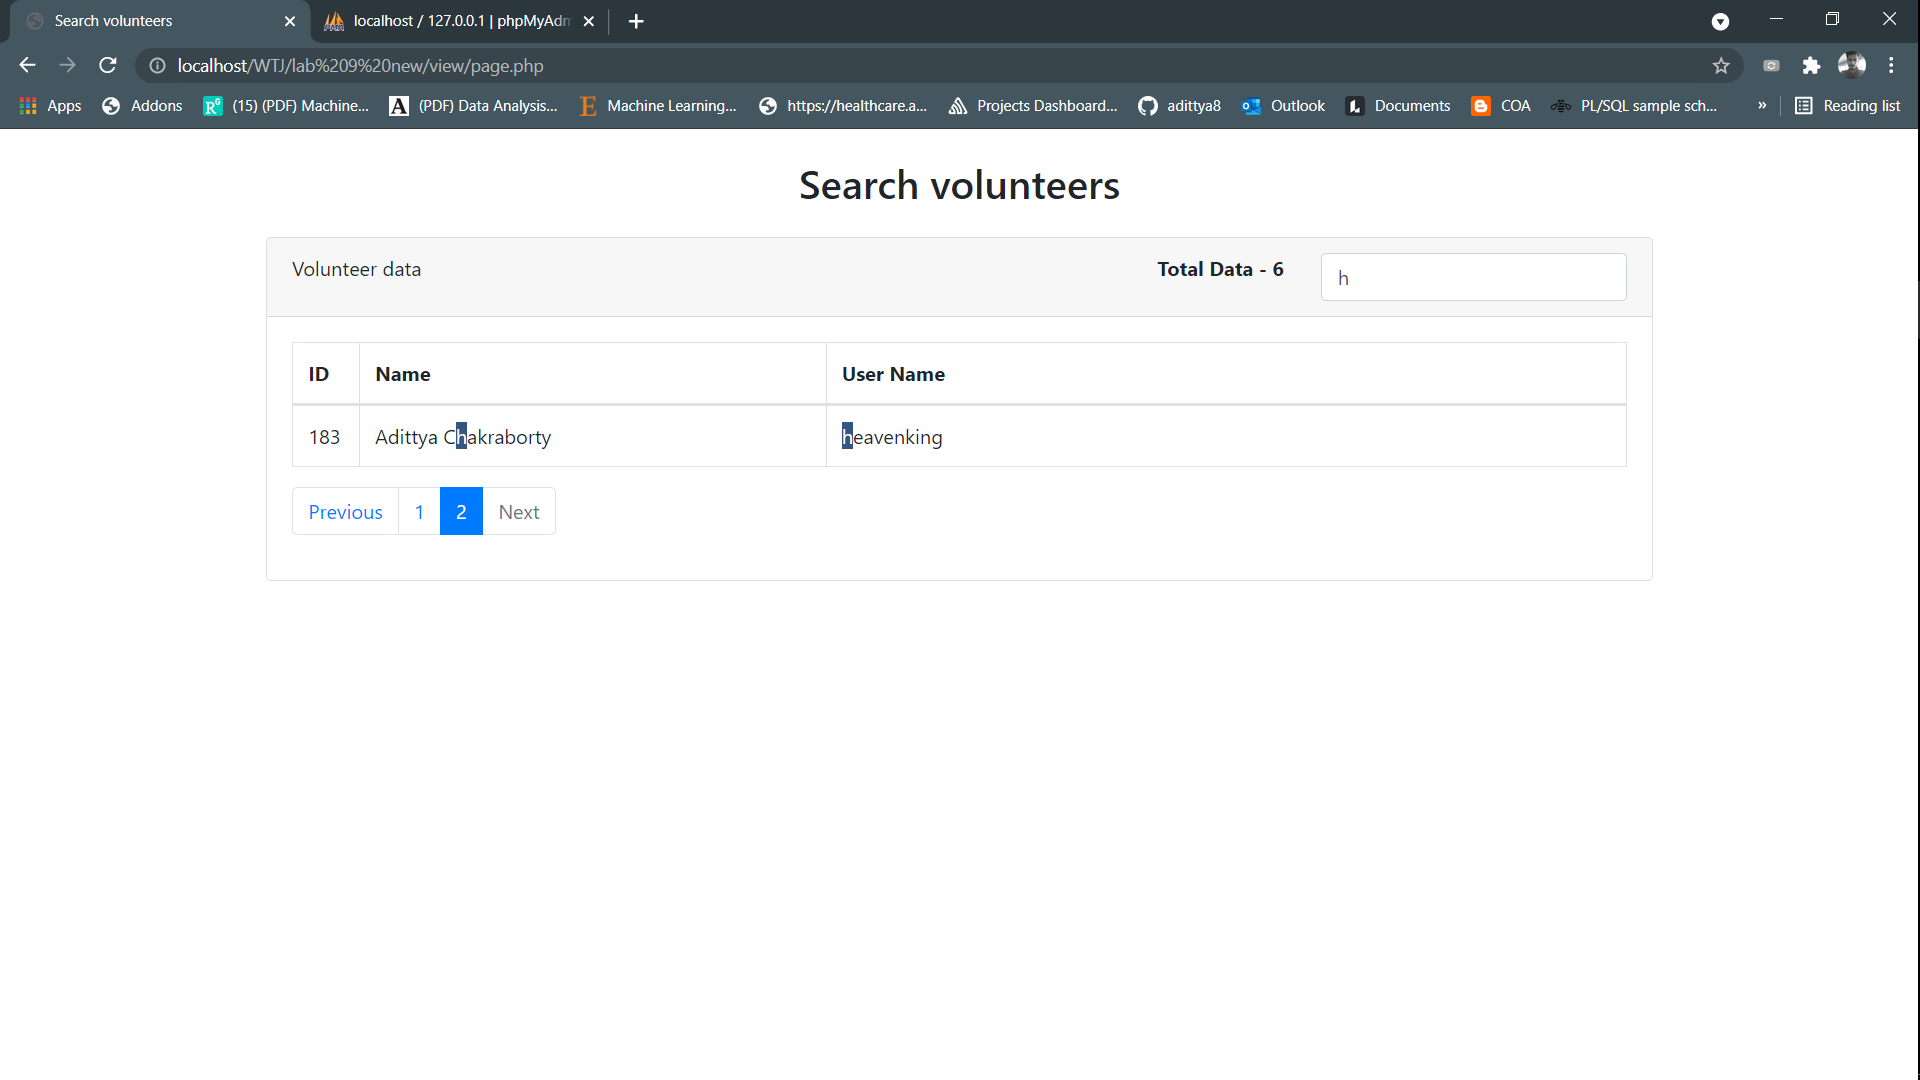 Search volunteers
localhost / 127.0.0.1 | phpMyAdm
localhost/WTJ/lab%209%20new/view/page.php
Apps Addons (15) (PDF) Machine... (PDF) Data Analysis... Machine Learning... https://healthcare.a... Projects Dashboard... adittya8 Outlook Documents COA PL/SQL sample sch... » Reading list
Search volunteers
Volunteer data Total Data - 6 h
ID Name User Name
183 Adittya Chakraborty heavenking
Previous 1 2 Next